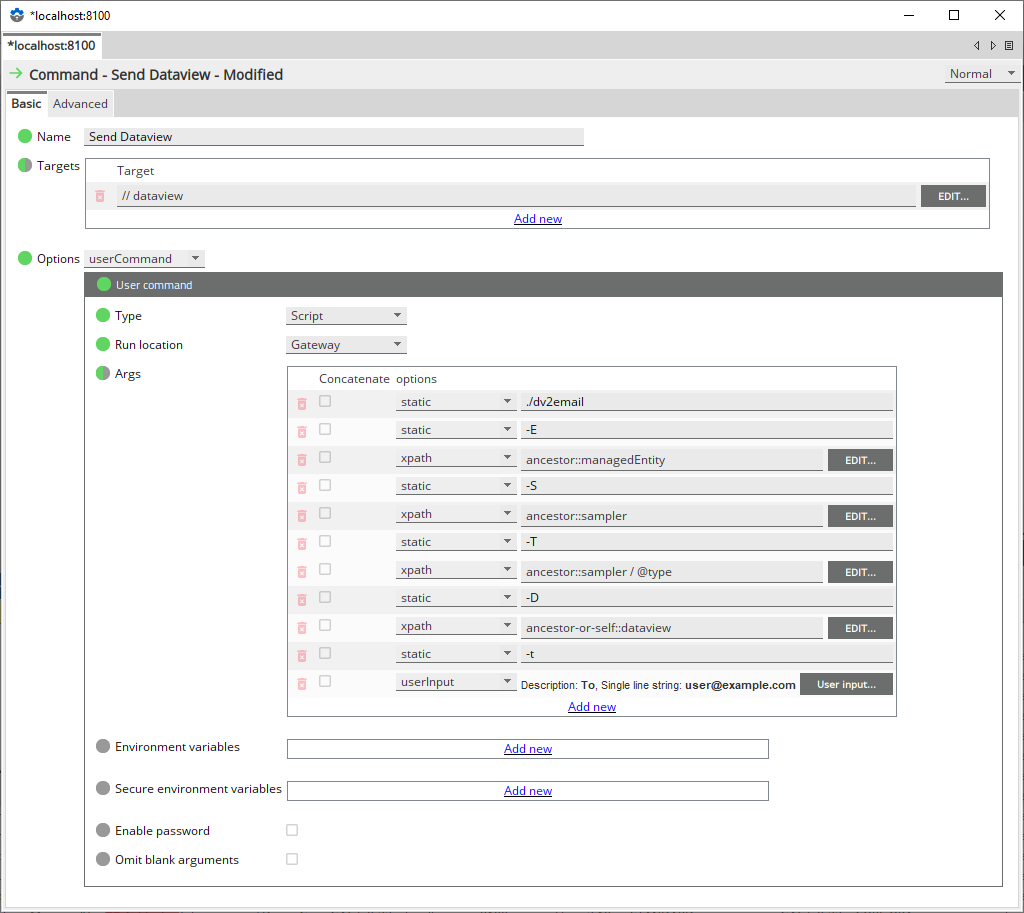 *localhost:8100
*localhost:8100
Command - Send Dataview - Modified
Normal
Basic Advanced
Name Send Dataview
Targets
Target
// dataview EDIT...
Add new
Options userCommand
User command
Type Script
Run location Gateway
Args
Concatenate options
static ./dv2email
static -E
xpath ancestor::managedEntity EDIT...
static -S
xpath ancestor::sampler EDIT...
static -T
xpath ancestor::sampler / @type EDIT...
static -D
xpath ancestor-or-self::dataview EDIT...
static -t
userInput Description: To, Single line string: user@example.com User input...
Add new
Environment variables Add new
Secure environment variables Add new
Enable password
Omit blank arguments